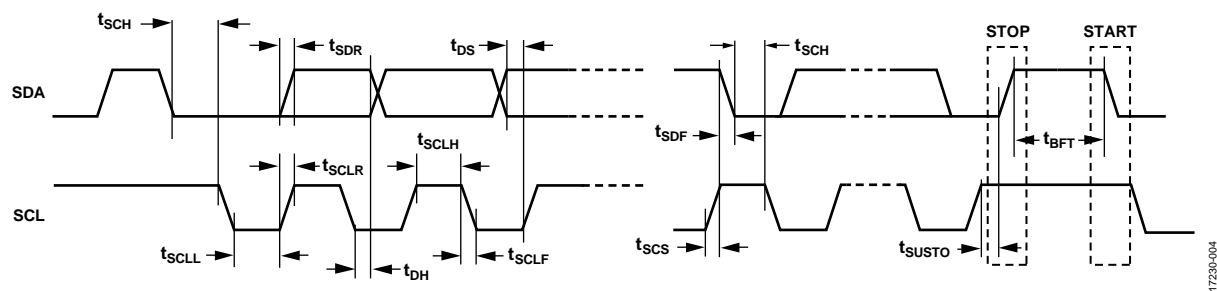 STOP START
tSCH tSDR tDS tSCH
SDA
tSCLH tSDF tBFT
tSCLR
SCL
tSCLL tDH tSCLF tSCS tSUSTO
17230-004